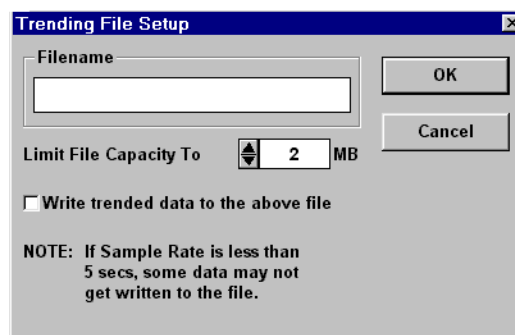 Trending File Setup
Filename
OK
Cancel
Limit File Capacity To 2 MB
Write trended data to the above file
NOTE: If Sample Rate is less than
5 secs, some data may not
get written to the file.